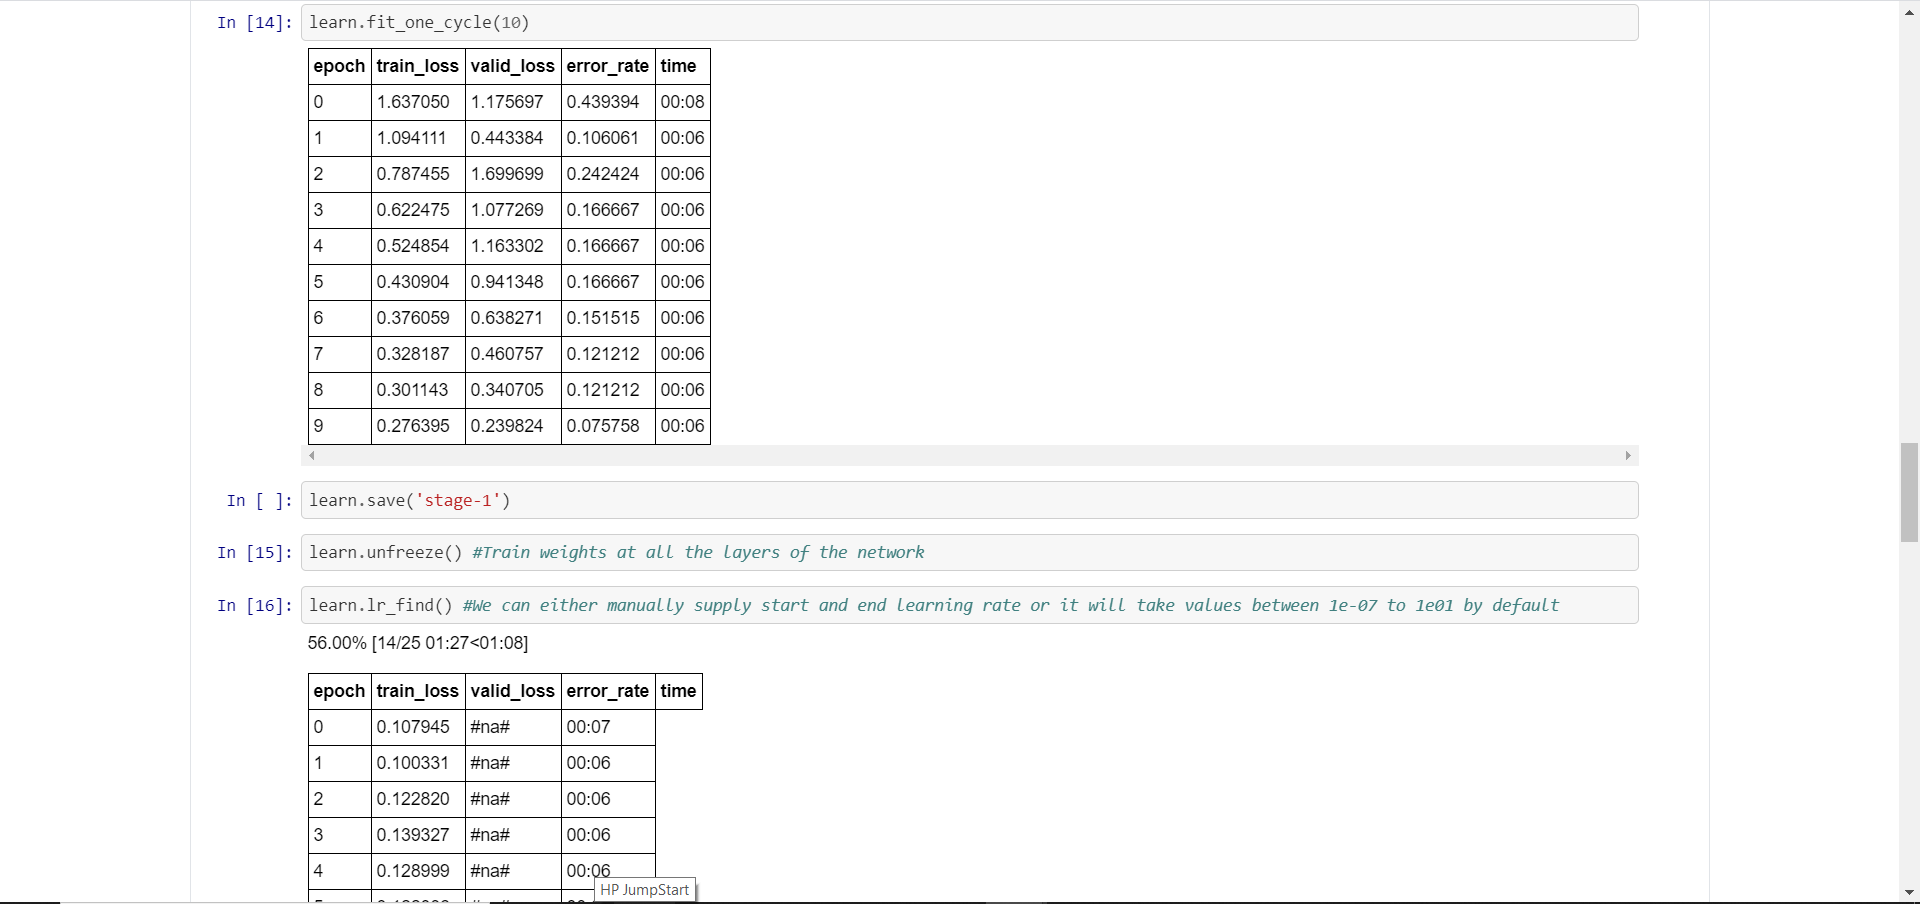 In [14]: learn.fit_one_cycle(10)
epoch train_loss valid_loss error_rate time
0 1.637050 1.175697 0.439394 00:08
1 1.094111 0.443384 0.106061 00:06
2 0.787455 1.699699 0.242424 00:06
3 0.622475 1.077269 0.166667 00:06
4 0.524854 1.163302 0.166667 00:06
5 0.430904 0.941348 0.166667 00:06
6 0.376059 0.638271 0.151515 00:06
7 0.328187 0.460757 0.121212 00:06
8 0.301143 0.340705 0.121212 00:06
9 0.276395 0.239824 0.075758 00:06
In [ ]: learn.save('stage-1')
In [15]: learn.unfreeze() #Train weights at all the layers of the network
In [16]: learn.lr_find() #We can either manually supply start and end learning rate or it will take values between 1e-07 to 1e01 by default
56.00% [14/25 01:27<01:08]
epoch train_loss valid_loss error_rate time
0 0.107945 #na# 00:07
1 0.100331 #na# 00:06
2 0.122820 #na# 00:06
3 0.139327 #na# 00:06
4 0.128999 #na# 00:06
HP JumpStart